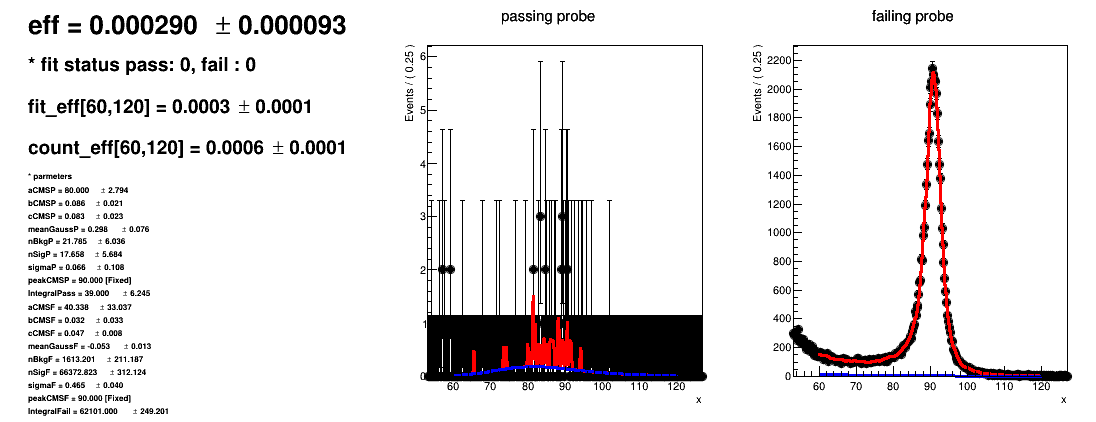 eff = 0.000290 ± 0.000093
* fit status pass: 0, fail : 0
fit_eff[60,120] = 0.0003 ± 0.0001
count_eff[60,120] = 0.0006 ± 0.0001
* parmeters
aCMSP = 80.000 ± 2.794
bCMSP = 0.086 ± 0.021
cCMSP = 0.083 ± 0.023
meanGaussP = 0.298 ± 0.076
nBkgP = 21.785 ± 6.036
nSigP = 17.658 ± 5.684
sigmaP = 0.066 ± 0.108
peakCMSP = 90.000 [Fixed]
IntegralPass = 39.000 ± 6.245
aCMSF = 40.338 ± 33.037
bCMSF = 0.032 ± 0.033
cCMSF = 0.047 ± 0.008
meanGaussF = -0.053 ± 0.013
nBkgF = 1613.201 ± 211.187
nSigF = 66372.823 ± 312.124
sigmaF = 0.465 ± 0.040
peakCMSF = 90.000 [Fixed]
IntegralFail = 62101.000 ± 249.201
passing probe
Events / ( 0.25 )
6
5
4
3
2
1
0
60 70 80 90 100 110 120
x
failing probe
Events / ( 0.25 )
2200
2000
1800
1600
1400
1200
1000
800
600
400
200
0
60 70 80 90 100 110 120
x